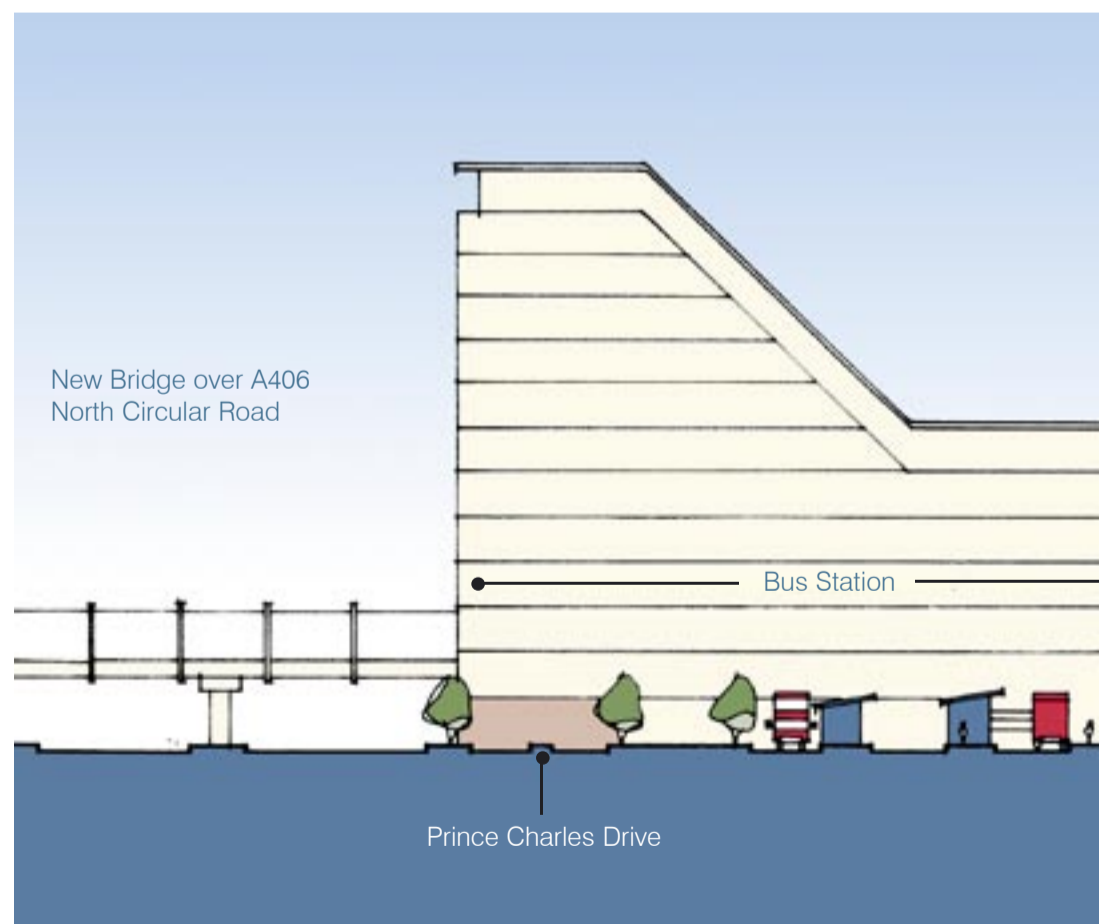 New Bridge over A406
North Circular Road
Bus Station
Prince Charles Drive